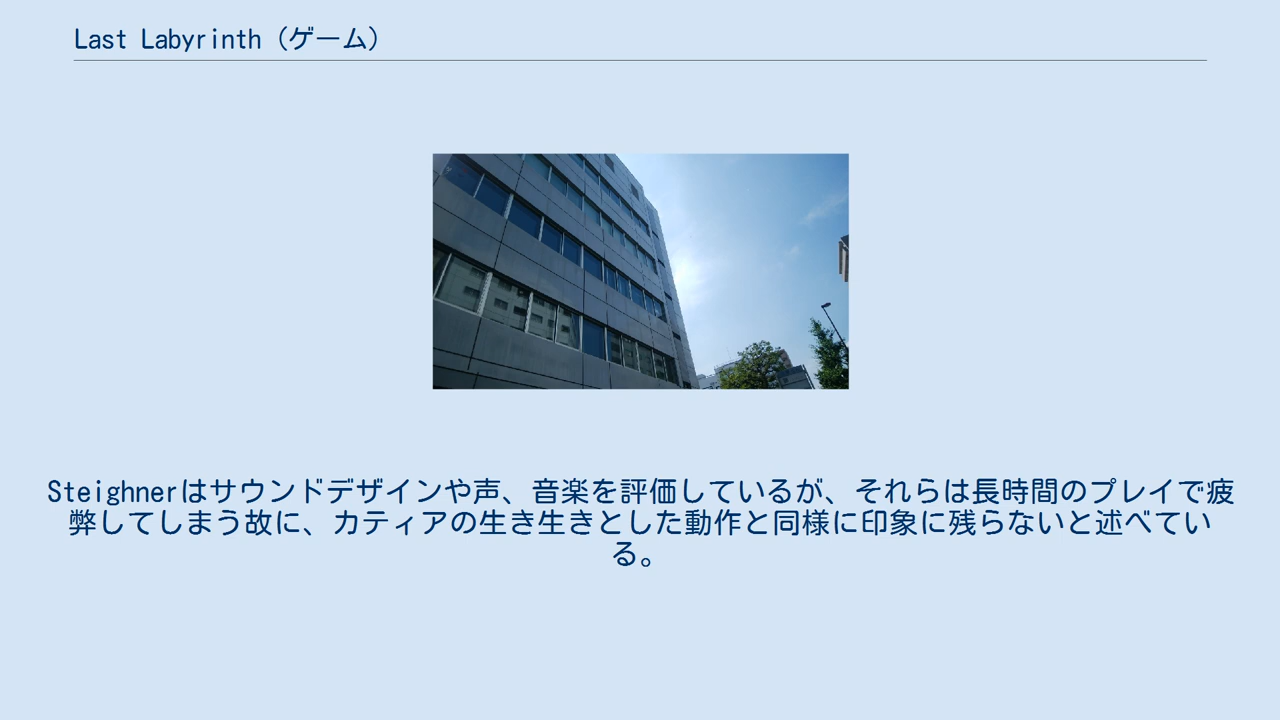 Last Labyrinth（ゲーム）
Steighnerはサウンドデザインや声、音楽を評価しているが、それらは長時間のプレイで疲
弊してしまう故に、カティアの生き生きとした動作と同様に印象に残らないと述べてい
る。